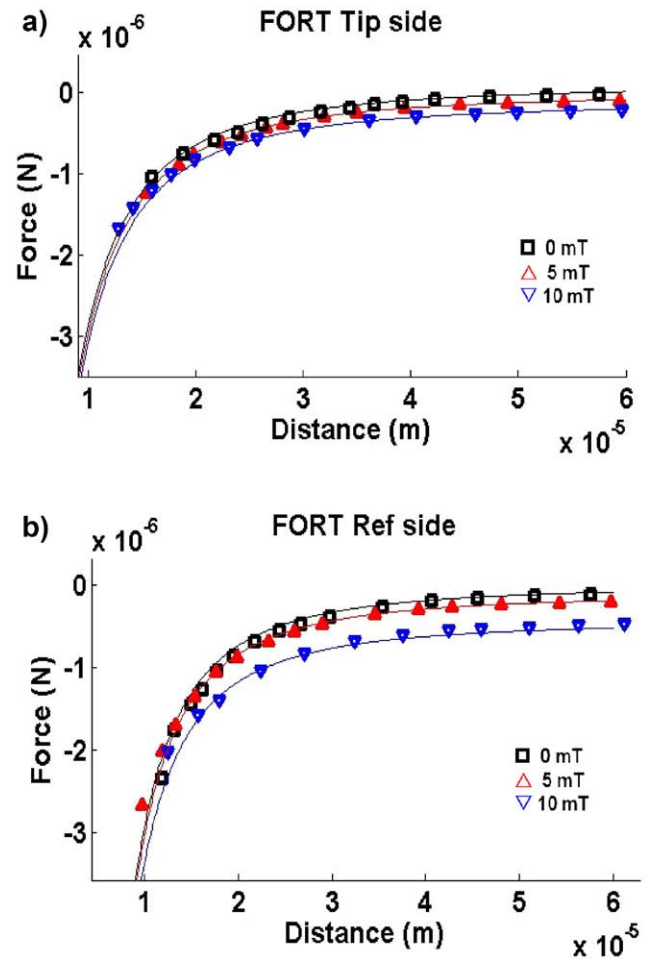 a)
x 10^-6
FORT Tip side
0
-1
-2
-3
Force (N)
0 mT
5 mT
10 mT
1 2 3 4 5 6
Distance (m)
x 10^-5
b)
x 10^-6
FORT Ref side
0
-1
-2
-3
Force (N)
0 mT
5 mT
10 mT
1 2 3 4 5 6
Distance (m)
x 10^-5